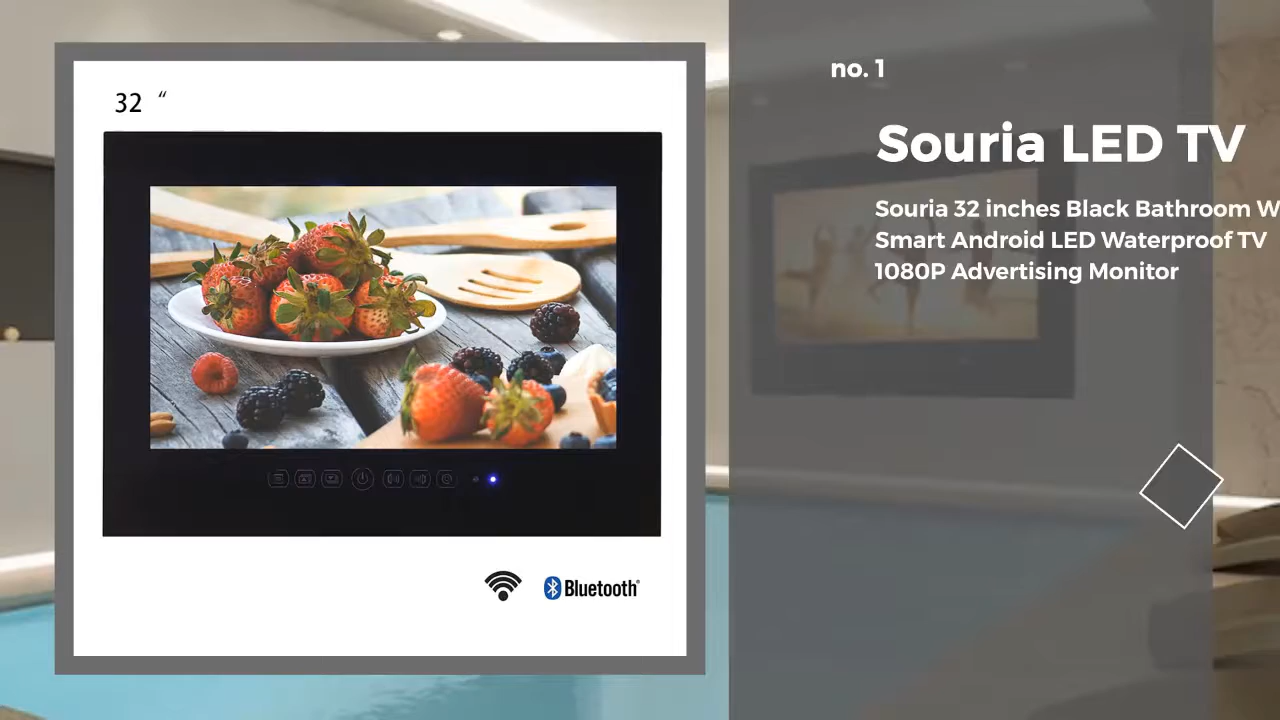 32 "
Bluetooth®
no. 1
Souria LED TV
Souria 32 inches Black Bathroom W
Smart Android LED Waterproof TV
1080P Advertising Monitor